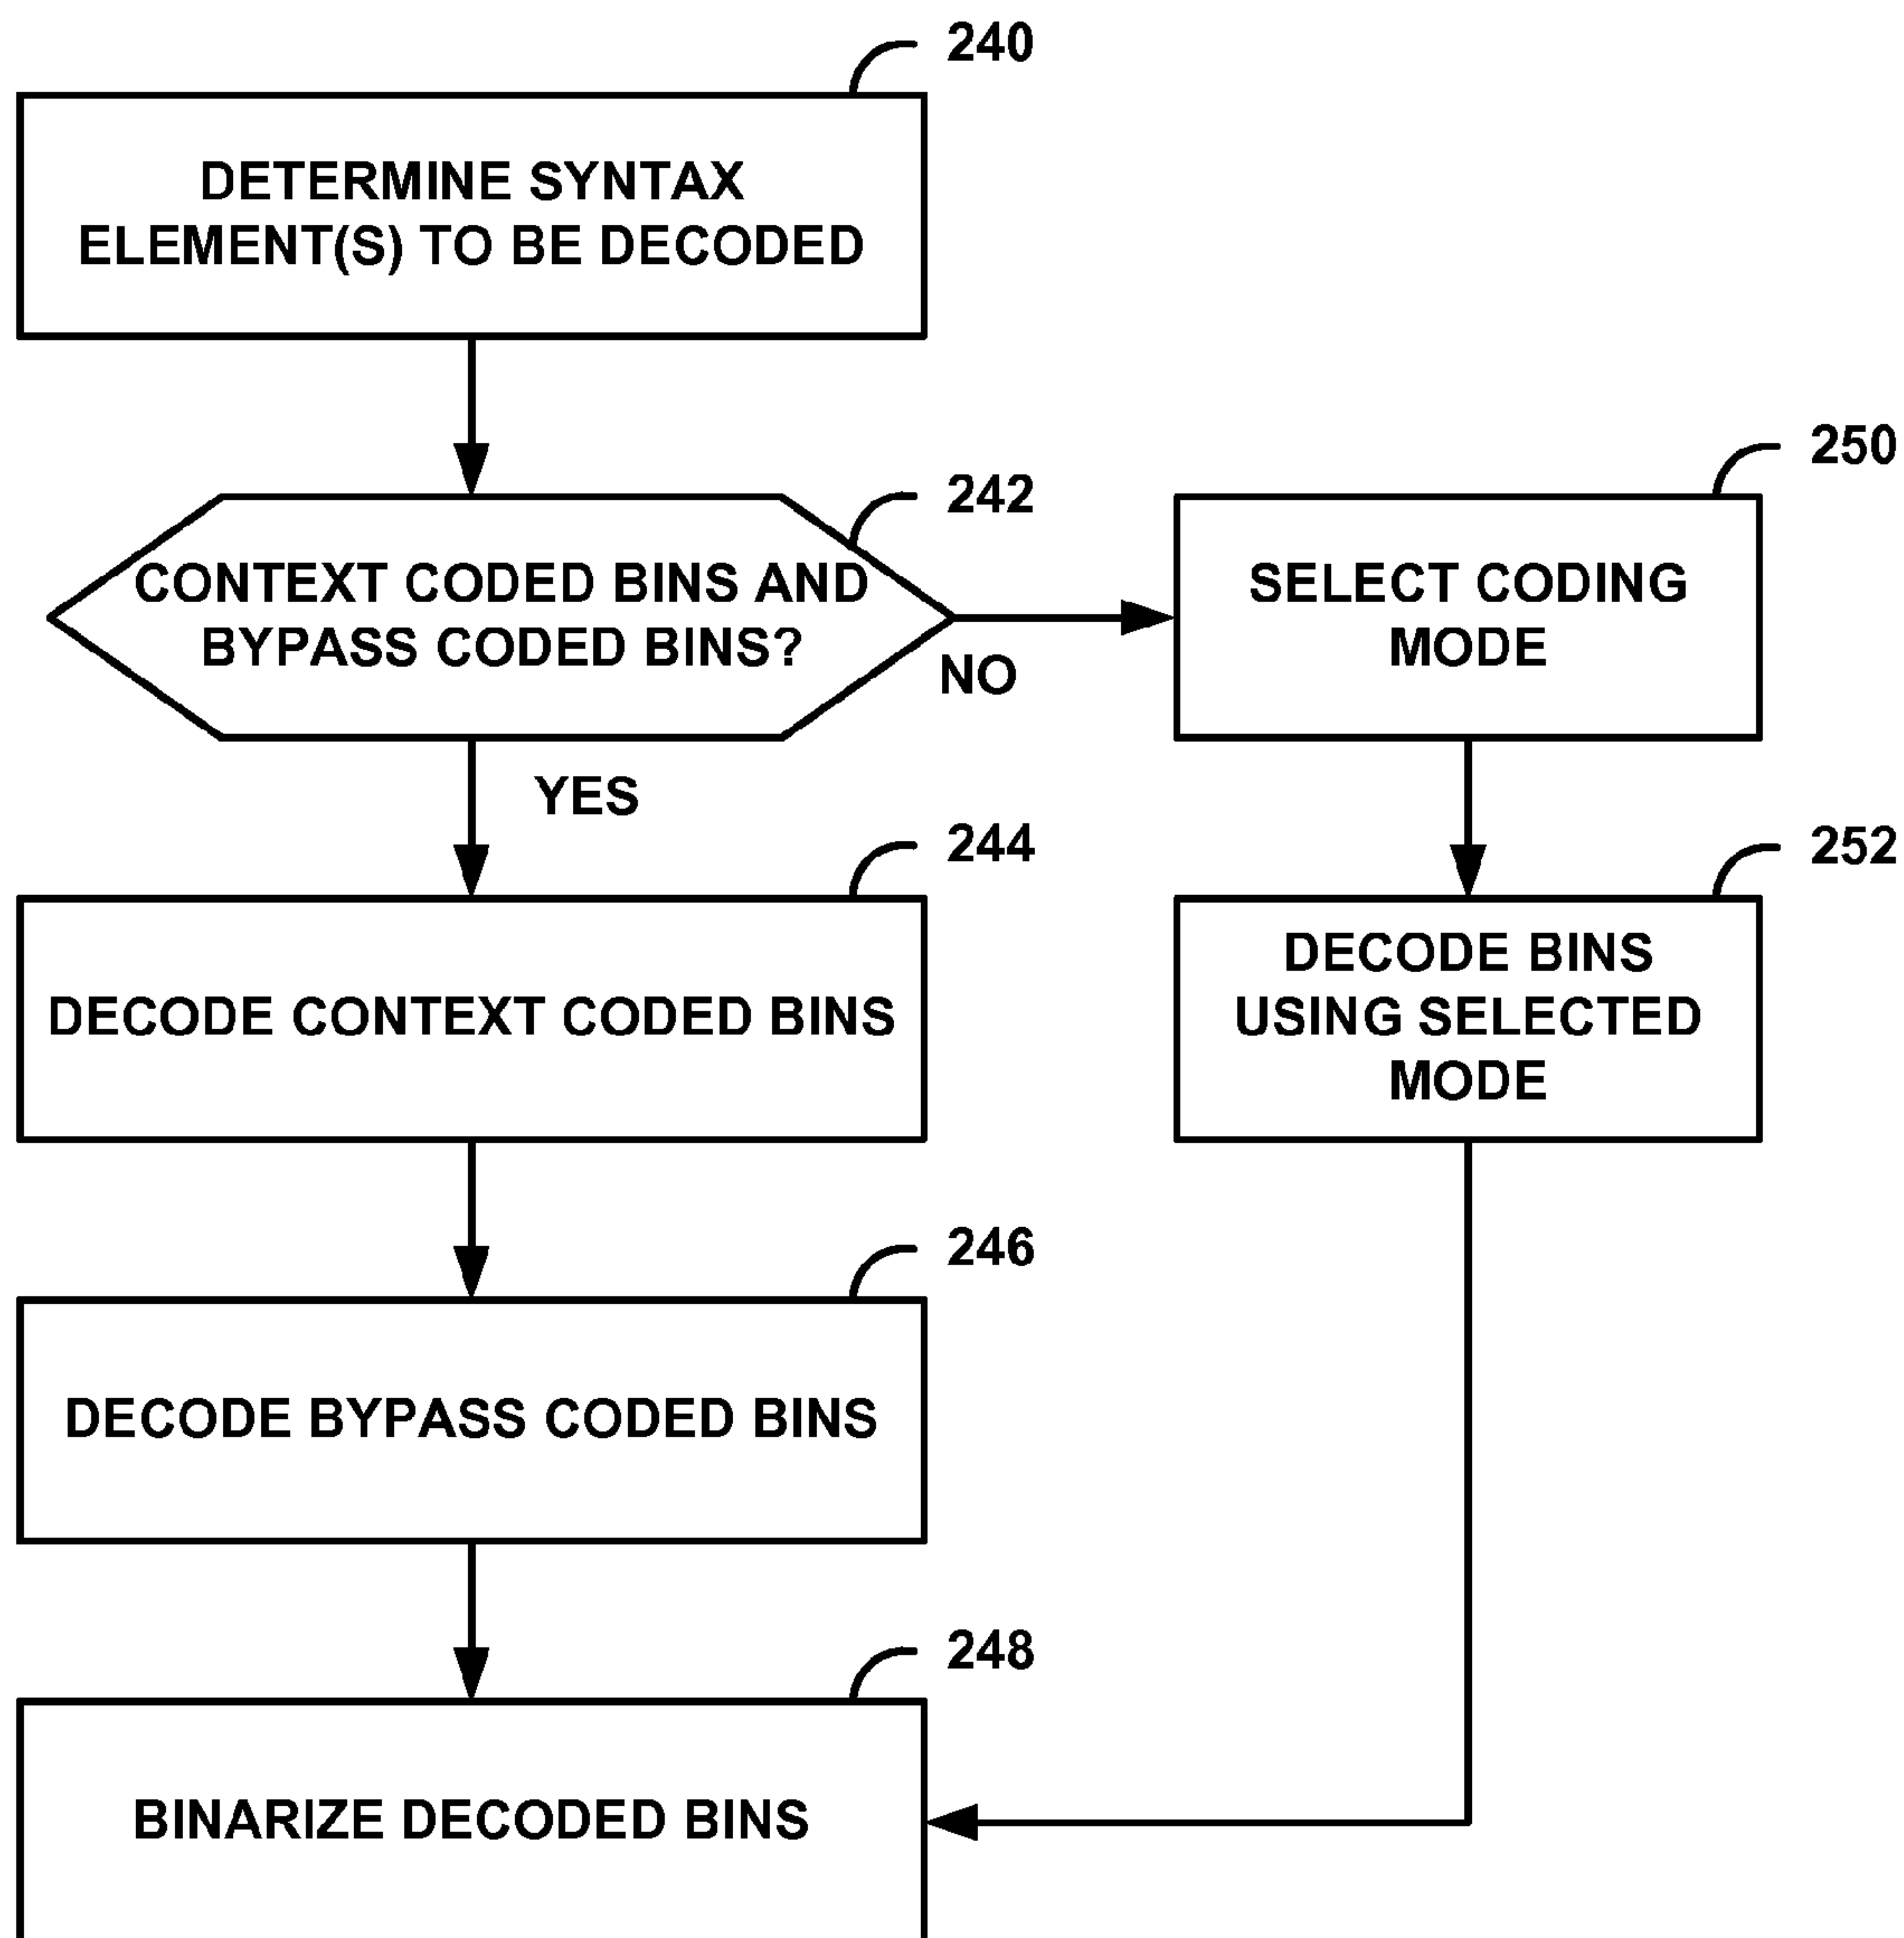 240
DETERMINE SYNTAX
ELEMENT(S) TO BE DECODED
242
CONTEXT CODED BINS AND
BYPASS CODED BINS?
NO
YES
250
SELECT CODING
MODE
244
DECODE CONTEXT CODED BINS
252
DECODE BINS
USING SELECTED
MODE
246
DECODE BYPASS CODED BINS
248
BINARIZE DECODED BINS